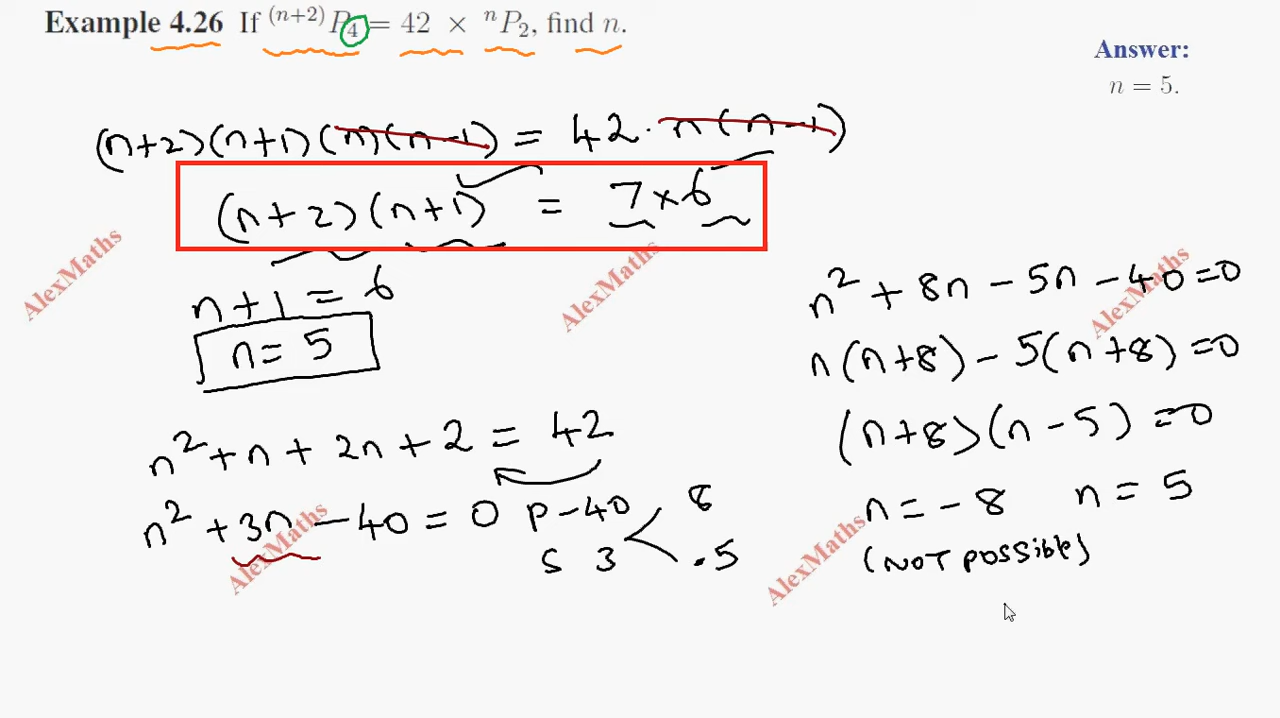 Example 4.26 If ⁽ⁿ⁺²⁾P₄ = 42 × ⁿP₂, find n.
Answer:
n = 5.
(n+2)(n+1)(n)(n-1) = 42 · n(n-1)
(n+2)(n+1) = 7×6
n+1 = 6
n = 5
n² + n + 2n + 2 = 42
n² + 3n - 40 = 0 P -40 8
S 3 -5
n² + 8n - 5n - 40 = 0
n(n+8) - 5(n+8) = 0
(n+8)(n-5) = 0
n = -8 n = 5
(NOT possible)
AlexMaths
AlexMaths
AlexMaths
AlexMaths
AlexMaths